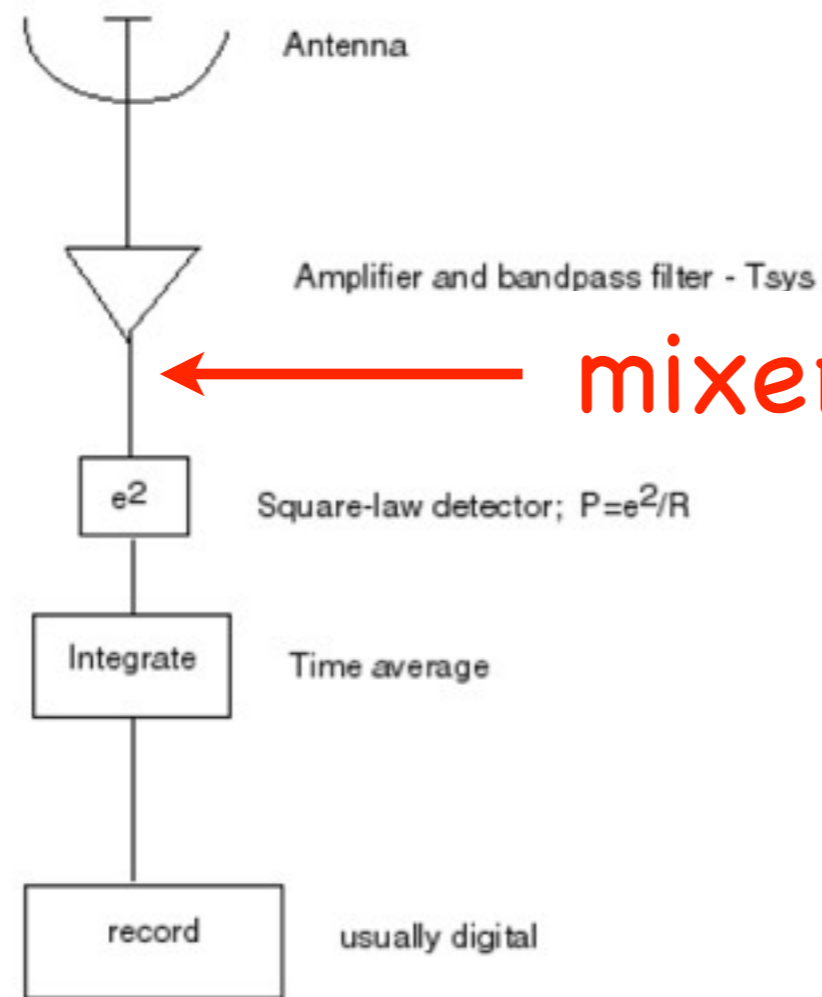 Antenna
Amplifier and bandpass filter - Tsys
mixer
e2
Square-law detector; P=e2/R
Integrate
Time average
record
usually digital